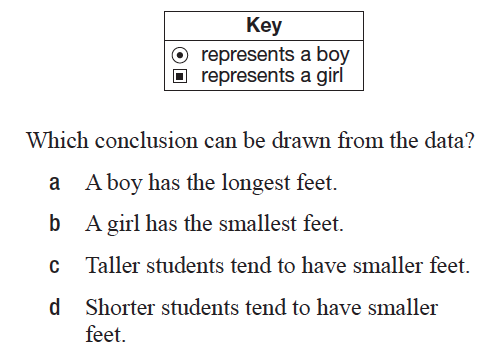 Key
represents a boy
represents a girl
Which conclusion can be drawn from the data?
a A boy has the longest feet.
b A girl has the smallest feet.
c Taller students tend to have smaller feet.
d Shorter students tend to have smaller
feet.